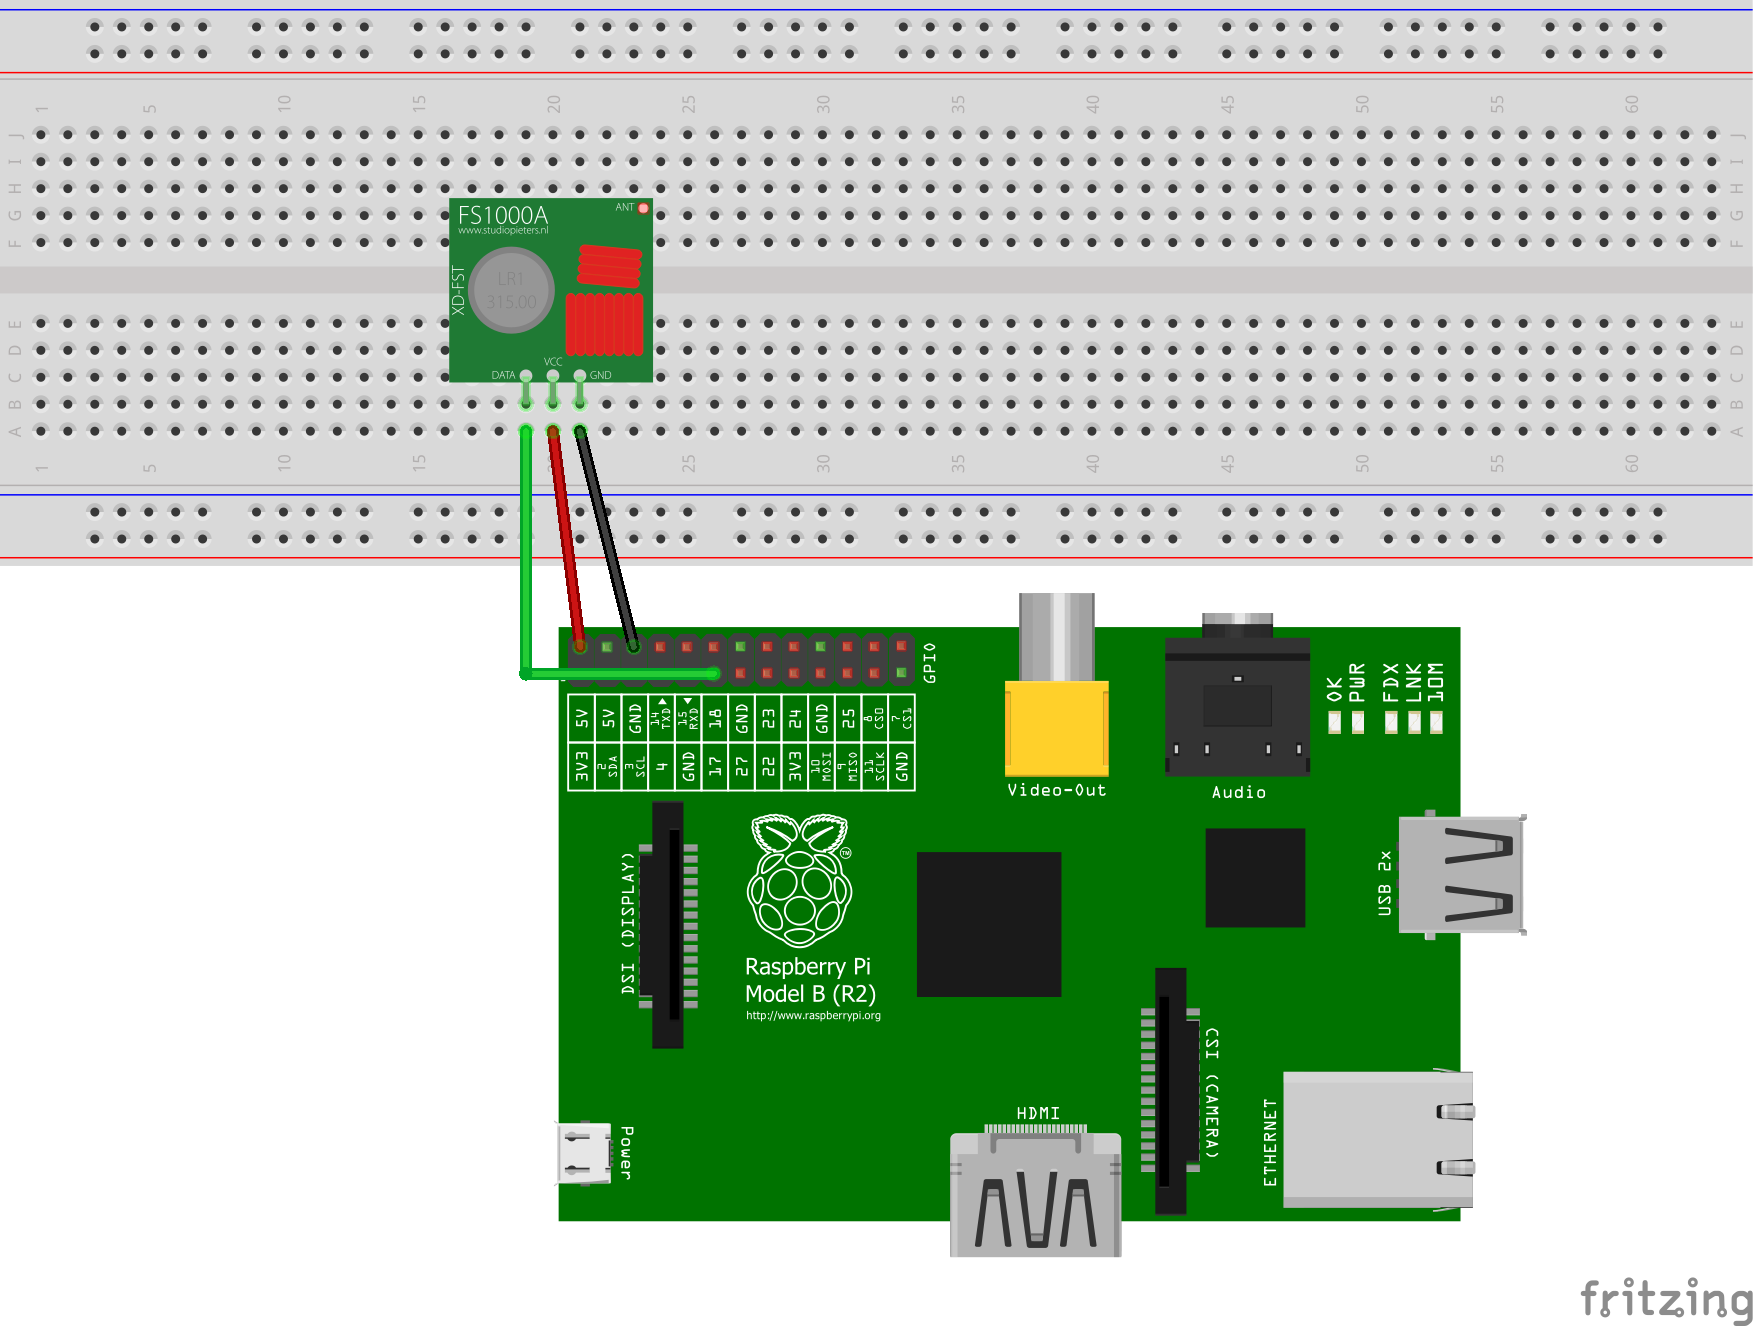 1 5 10 15 20 25 30 35 40 45 50 55 60
J J
I I
H H
G G
F F
FS1000A
ANT
www.studiopieters.nl
XD-FST
LR1
315.00
VCC
DATA
GND
E E
D D
C C
B B
A A
1 5 10 15 25 30 35 40 45 50 55 60
GPIO
5V 5V GND 14 TXD 15 RXD 18 GND 23 24 GND 25 8 CS0 7 CS1
3V3 2 SDA 3 SCL 4 GND 17 27 22 3V3 10 MOSI 9 MISO 11 SCLK GND
OK
PWR
FDX
LNK
10M
Video-Out
Audio
DSI (DISPLAY)
TM
USB 2x
Raspberry Pi
Model B (R2)
http://www.raspberrypi.org
CSI (CAMERA)
HDMI
Power
ETHERNET
fritzing